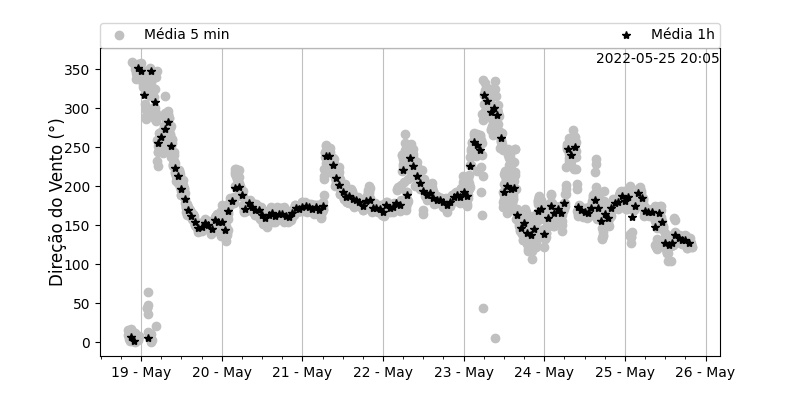 Média 5 min
Média 1h
2022-05-25 20:05
Direção do Vento (°)
350
300
250
200
150
100
50
0
19 - May
20 - May
21 - May
22 - May
23 - May
24 - May
25 - May
26 - May